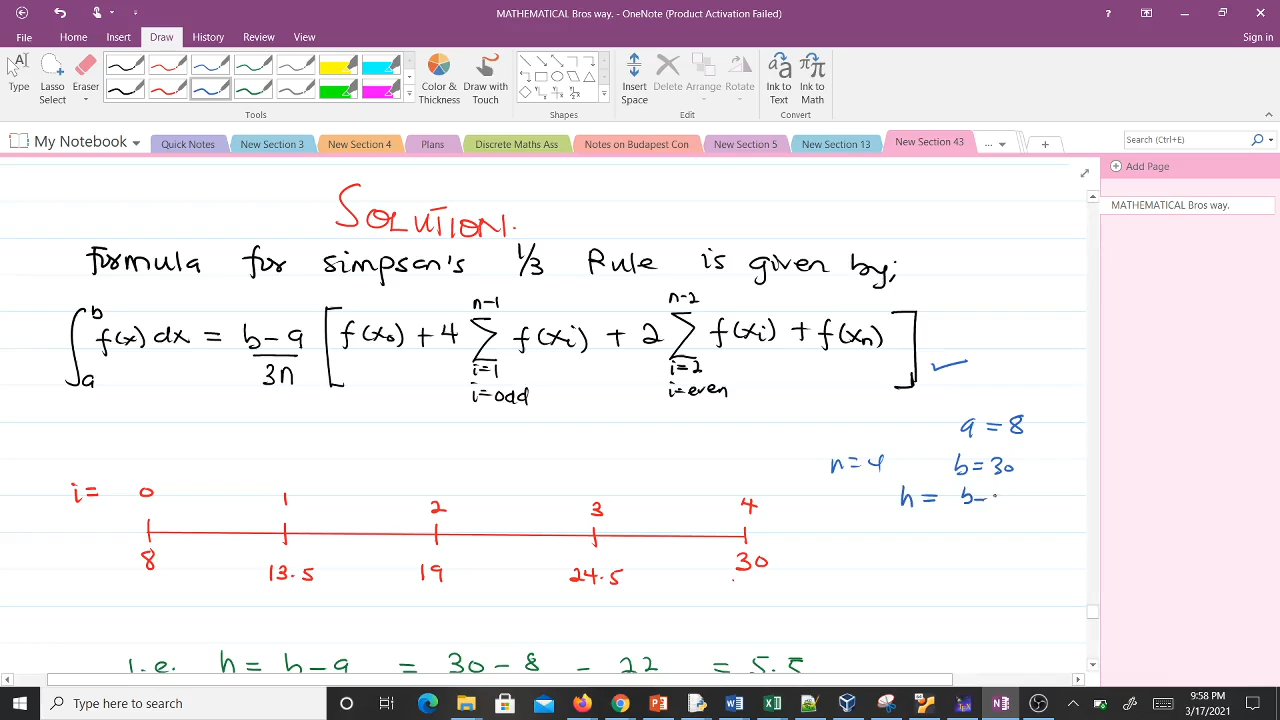 MATHEMATICAL Bros way. - OneNote (Product Activation Failed)
File Home Insert Draw History Review View Sign in
Type Lasso Select Eraser Color & Thickness Draw with Touch Insert Space Delete Arrange Rotate Ink to Text Ink to Math
Tools Shapes Edit Convert
My Notebook Quick Notes New Section 3 New Section 4 Plans Discrete Maths Ass Notes on Budapest Con New Section 5 New Section 13 New Section 43 ... Search (Ctrl+E)
Add Page
MATHEMATICAL Bros way.
SOLUTION.
Formula for simpson's 1/3 Rule is given by;
∫_a^b f(x) dx = (b-a)/(3n) [ f(x₀) + 4 ∑_{i=1, i=odd}^{n-1} f(xi) + 2 ∑_{i=2, i=even}^{n-2} f(xi) + f(xn) ] ✓
a = 8
n=4 b=30
h = b-
i= 0 1 2 3 4
8 13.5 19 24.5 30
i.e. h = b-a = 30-8 - 22 = 5.5
Type here to search
9:58 PM
3/17/2021